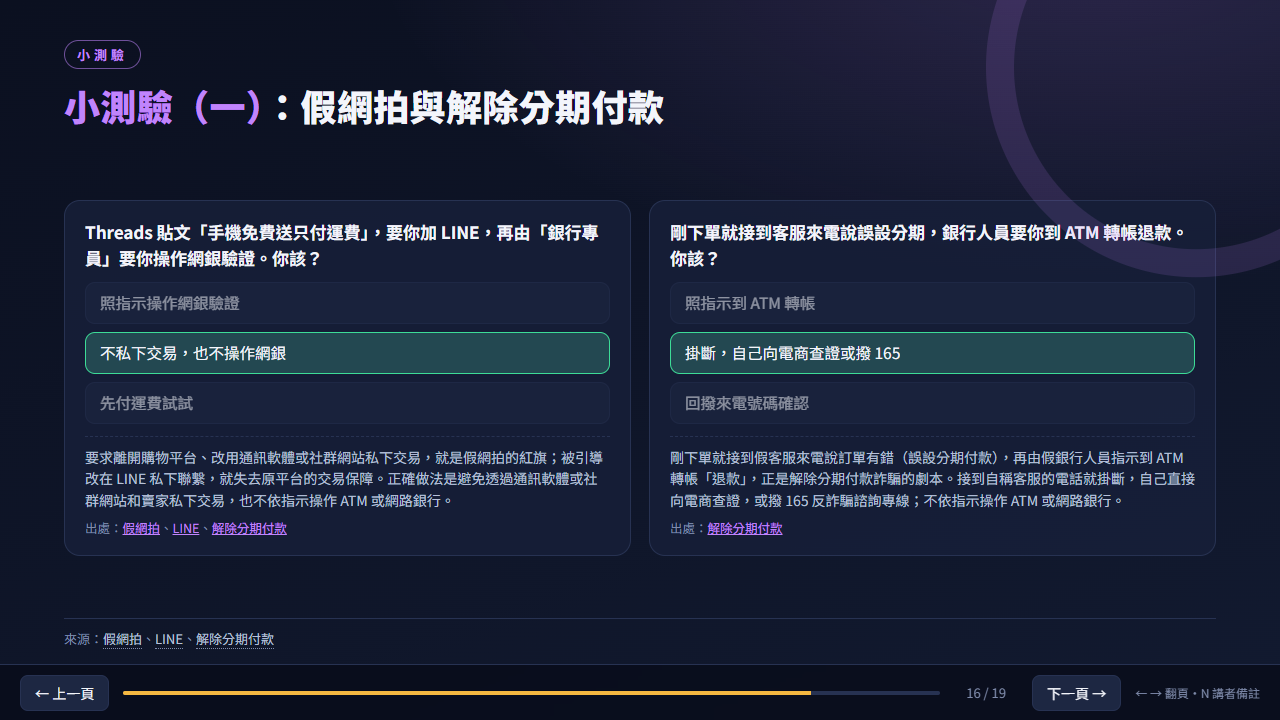 小測驗
小測驗（一）：假網拍與解除分期付款
Threads 貼文「手機免費送只付運費」，要你加 LINE，再由「銀行專
員」要你操作網銀驗證。你該？
照指示操作網銀驗證
不私下交易，也不操作網銀
先付運費試試
要求離開購物平台、改用通訊軟體或社群網站私下交易，就是假網拍的紅旗；被引導
改在 LINE 私下聯繫，就失去原平台的交易保障。正確做法是避免透過通訊軟體或社
群網站和賣家私下交易，也不依指示操作 ATM 或網路銀行。
出處：假網拍、LINE、解除分期付款
剛下單就接到客服來電說誤設分期，銀行人員要你到 ATM 轉帳退款。
你該？
照指示到 ATM 轉帳
掛斷，自己向電商查證或撥 165
回撥來電號碼確認
剛下單就接到假客服來電說訂單有錯（誤設分期付款），再由假銀行人員指示到 ATM
轉帳「退款」，正是解除分期付款詐騙的劇本。接到自稱客服的電話就掛斷，自己直接
向電商查證，或撥 165 反詐騙諮詢專線；不依指示操作 ATM 或網路銀行。
出處：解除分期付款
來源：假網拍、LINE、解除分期付款
← 上一頁
16 / 19
下一頁 →
← → 翻頁・N 講者備註